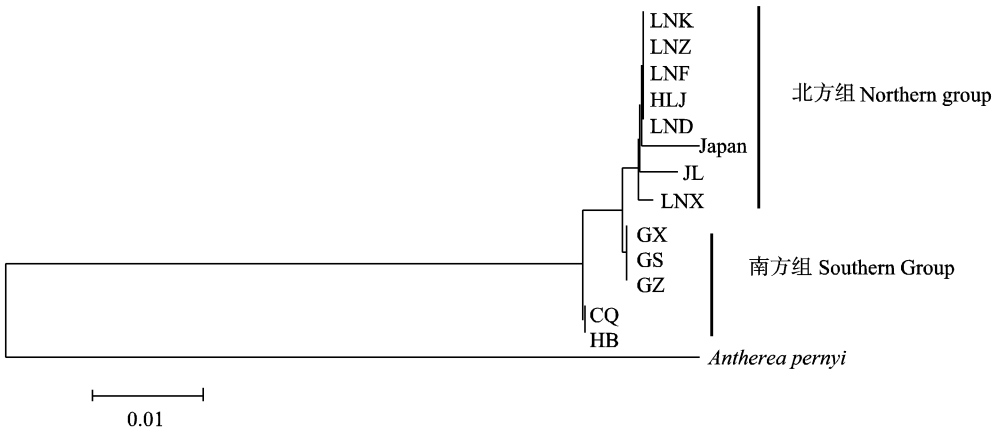 LNK
LNZ
LNF
HLJ
LND
Japan
JL
LNX
北方组 Northern group
GX
GS
GZ
CQ
HB
南方组 Southern Group
Antherea pernyi
0.01